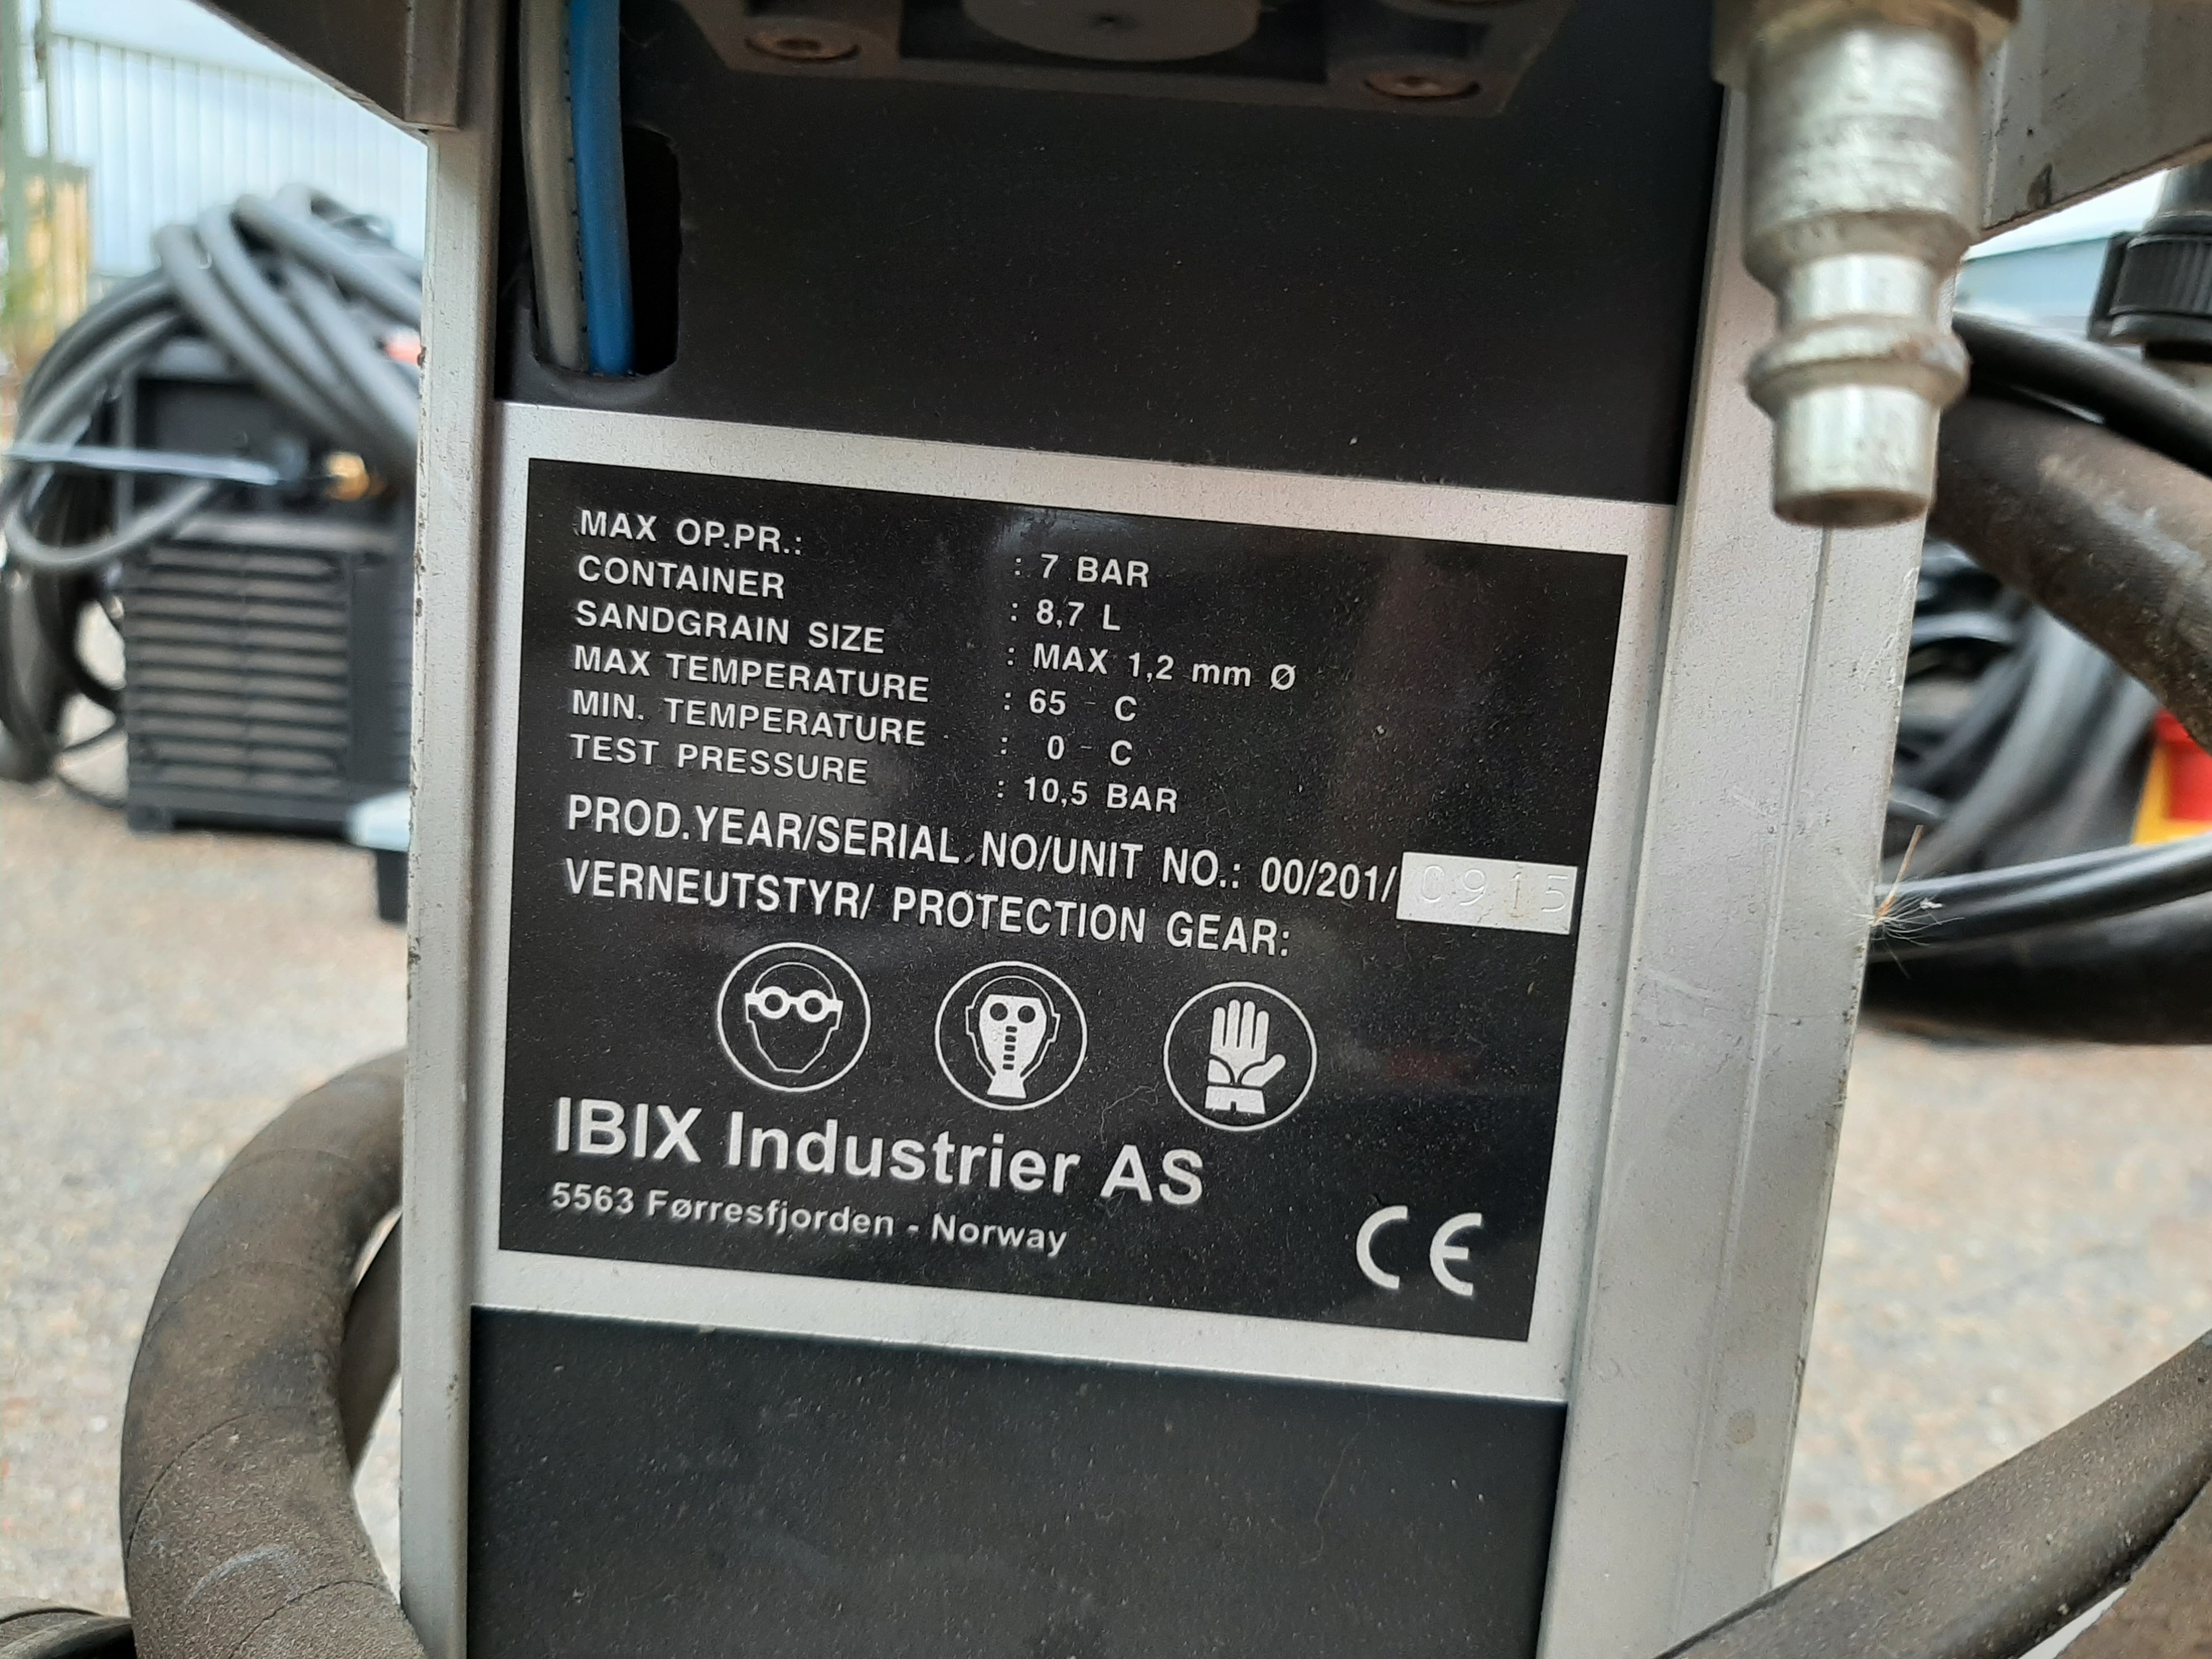 MAX OP.PR.: : 7 BAR
CONTAINER : 8,7 L
SANDGRAIN SIZE : MAX 1,2 mm Ø
MAX TEMPERATURE : 65 C
MIN. TEMPERATURE : 0 C
TEST PRESSURE : 10,5 BAR
PROD.YEAR/SERIAL NO/UNIT NO.: 00/201/0915
VERNEUTSTYR/ PROTECTION GEAR:
IBIX Industrier AS
5563 Førresfjorden - Norway
CE